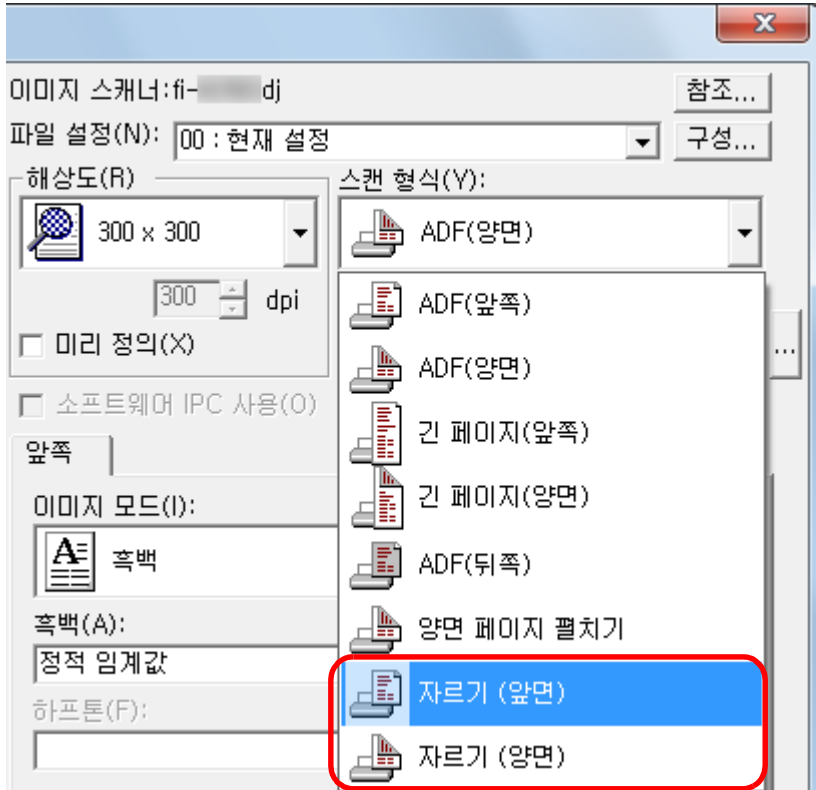 이미지 스캐너:fi- dj
참조...
파일 설정(N):
00 : 현재 설정
구성...
해상도(R)
300 x 300
300 dpi
미리 정의(X)
스캔 형식(Y):
ADF(양면)
ADF(앞쪽)
ADF(양면)
긴 페이지(앞쪽)
긴 페이지(양면)
ADF(뒤쪽)
양면 페이지 펼치기
자르기 (앞면)
자르기 (양면)
...
소프트웨어 IPC 사용(O)
앞쪽
이미지 모드(I):
흑백
흑백(A):
정적 임계값
하프톤(F):